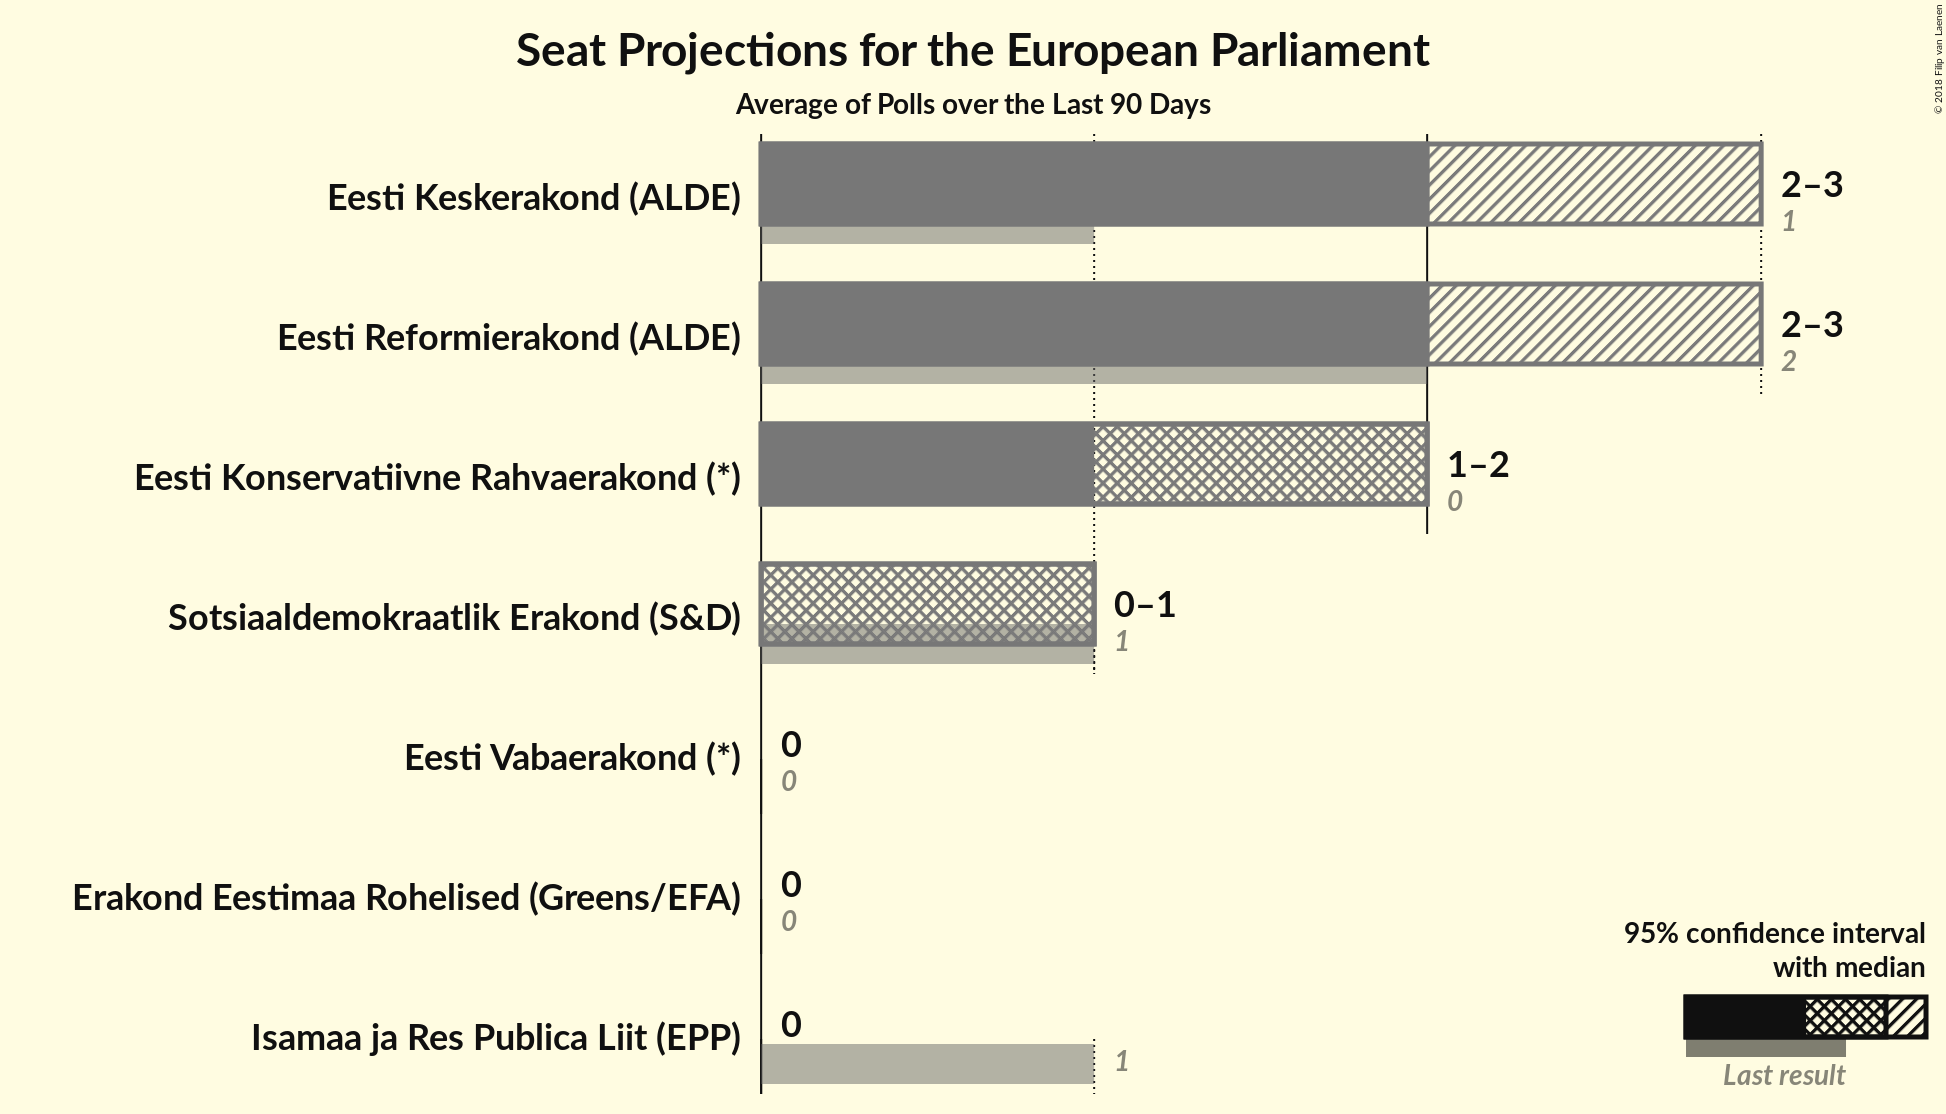 Seat Projections for the European Parliament
Average of Polls over the Last 90 Days
© 2018 Filip van Laenen
Eesti Keskerakond (ALDE)
2–3
1
Eesti Reformierakond (ALDE)
2–3
2
Eesti Konservatiivne Rahvaerakond (*)
1–2
0
Sotsiaaldemokraatlik Erakond (S&D)
0–1
1
Eesti Vabaerakond (*)
0
0
Erakond Eestimaa Rohelised (Greens/EFA)
0
0
Isamaa ja Res Publica Liit (EPP)
0
1
95% confidence interval
with median
Last result